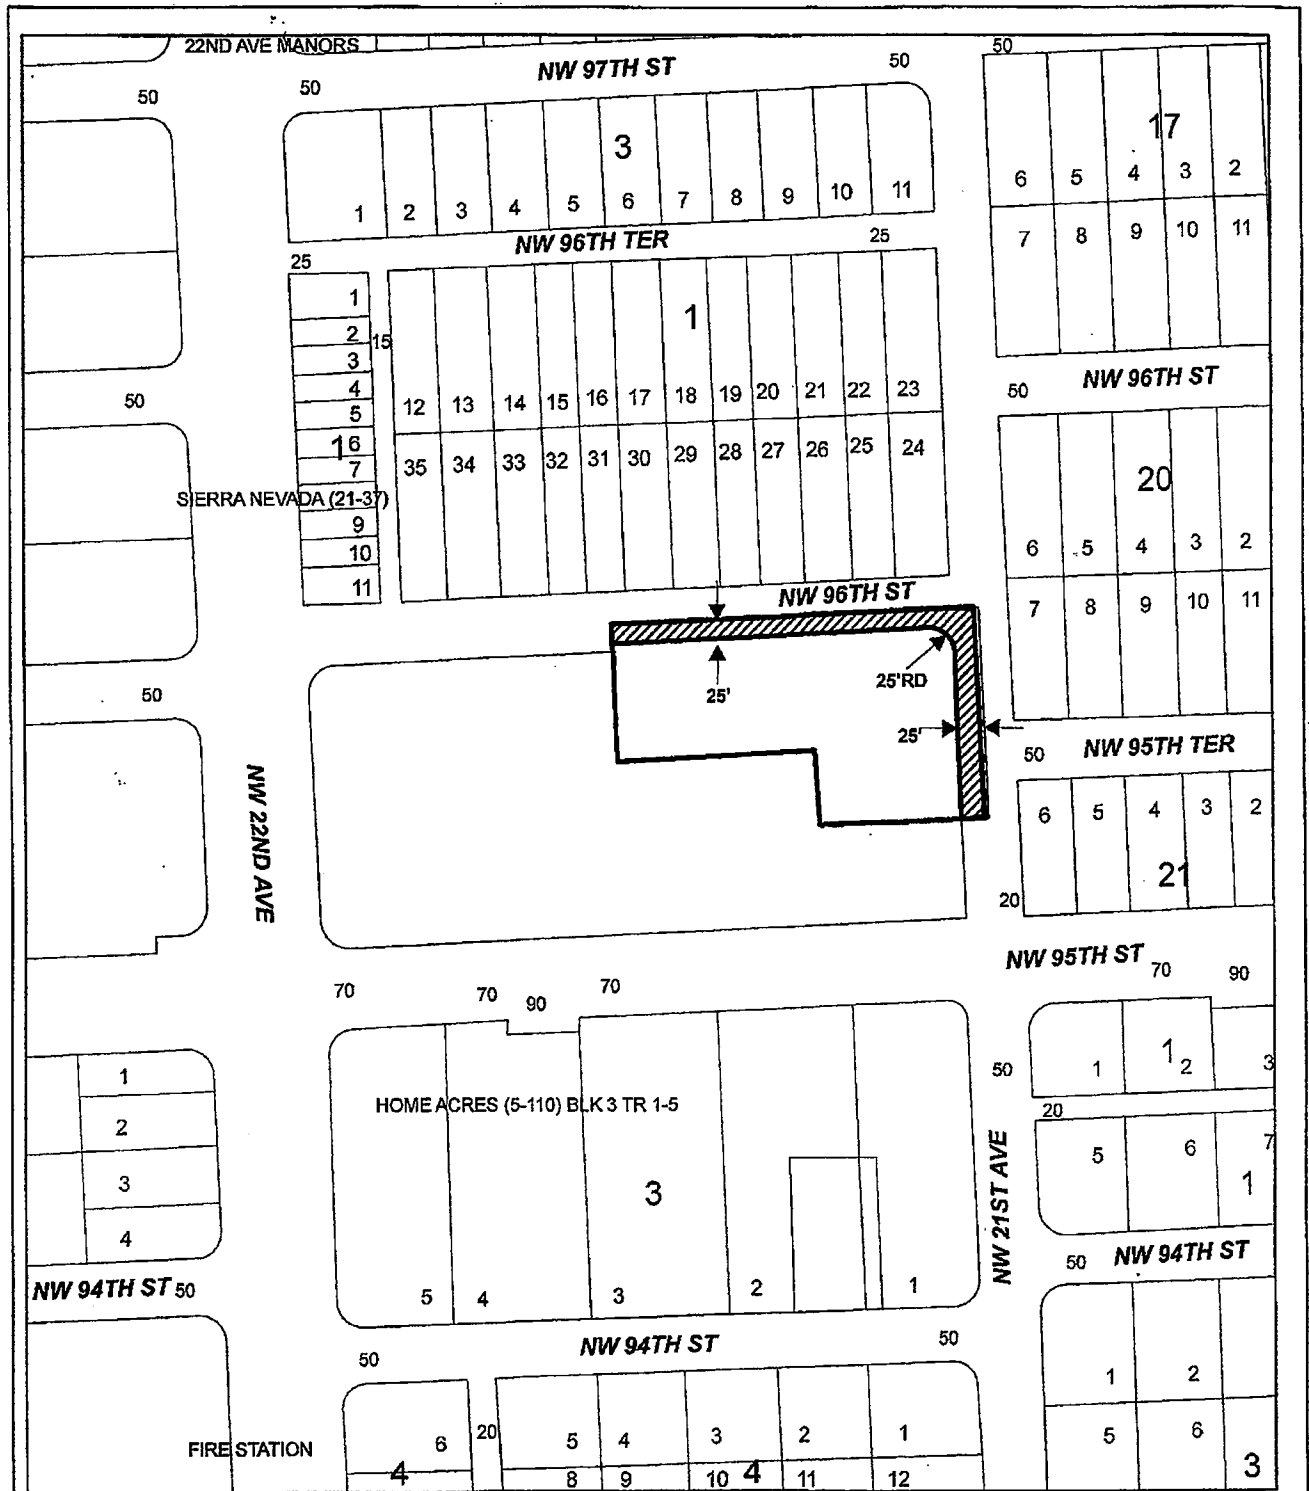 22ND AVE MANORS
50
NW 97TH ST
50
50
50
3
17
1 2 3 4 5 6 7 8 9 10 11
6 5 4 3 2
7 8 9 10 11
NW 96TH TER
25
25
1
2
3
4
5
1 6
7
SIERRA NEVADA (21-37)
9
10
11
15
1
12 13 14 15 16 17 18 19 20 21 22 23
35 34 33 32 31 30 29 28 27 26 25 24
50
50
NW 96TH ST
20
6 5 4 3 2
7 8 9 10 11
NW 96TH ST
25'
25'RD
25'
50
50
NW 95TH TER
6 5 4 3 2
21
20
NW 22ND AVE
NW 95TH ST
70
90
70
70
90
70
1
2
3
4
HOME ACRES (5-110) BLK 3 TR 1-5
3
5 4 3 2 1
50
1 1 2 3
20
5 6 7
1
NW 21ST AVE
NW 94TH ST 50
50 NW 94TH ST
NW 94TH ST
50
50
FIRE STATION
6
4
20
5 4 3 2 1
8 9 10 4 11 12
1 2
5 6
3